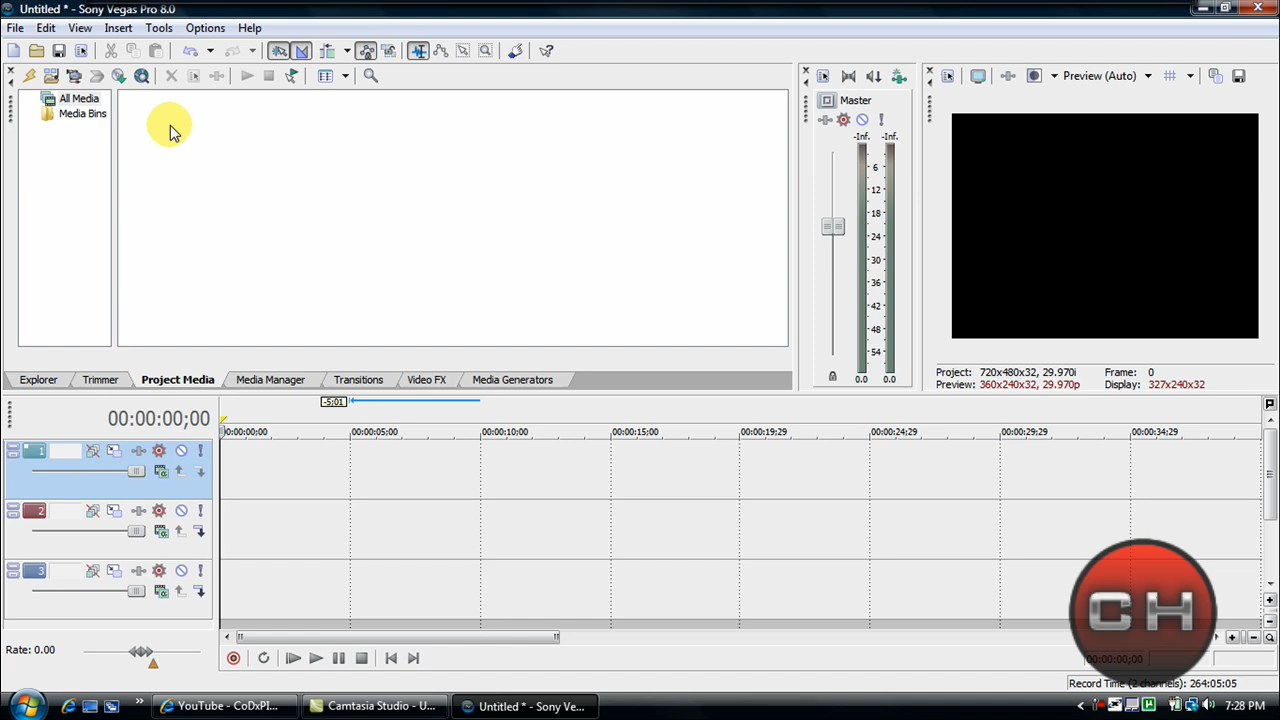 Untitled * - Sony Vegas Pro 8.0
File Edit View Insert Tools Options Help
All Media
Media Bins
Master
Preview (Auto)
-Inf. -Inf.
6
12
18
24
30
36
42
48
54
0.0 0.0
Explorer Trimmer Project Media Media Manager Transitions Video FX Media Generators
Project: 720x480x32, 29.970i Frame: 0
Preview: 360x240x32, 29.970p Display: 327x240x32
00:00:00;00
-5:01
00:00:00;00 00:00:05;00 00:00:10;00 00:00:15;00 00:00:19;29 00:00:24;29 00:00:29;29 00:00:34;29
1
2
3
CH
Rate: 0.00
00:00:00;00
Record Time (2 channels): 264:05:05
YouTube - CoDxPI... Camtasia Studio - U... Untitled * - Sony Ve... 7:28 PM